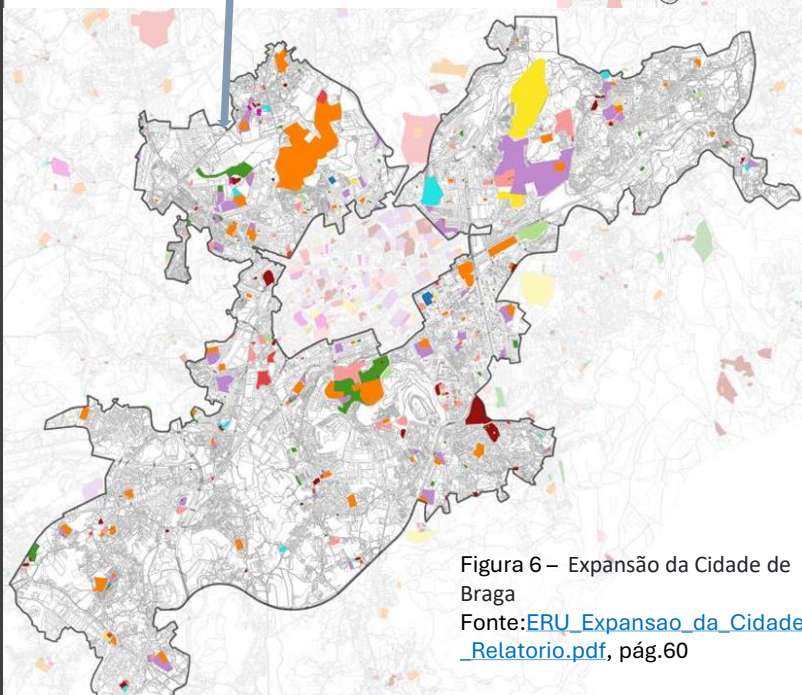 Figura 6 – Expansão da Cidade de
Braga
Fonte:ERU_Expansao_da_Cidade
_Relatorio.pdf, pág.60